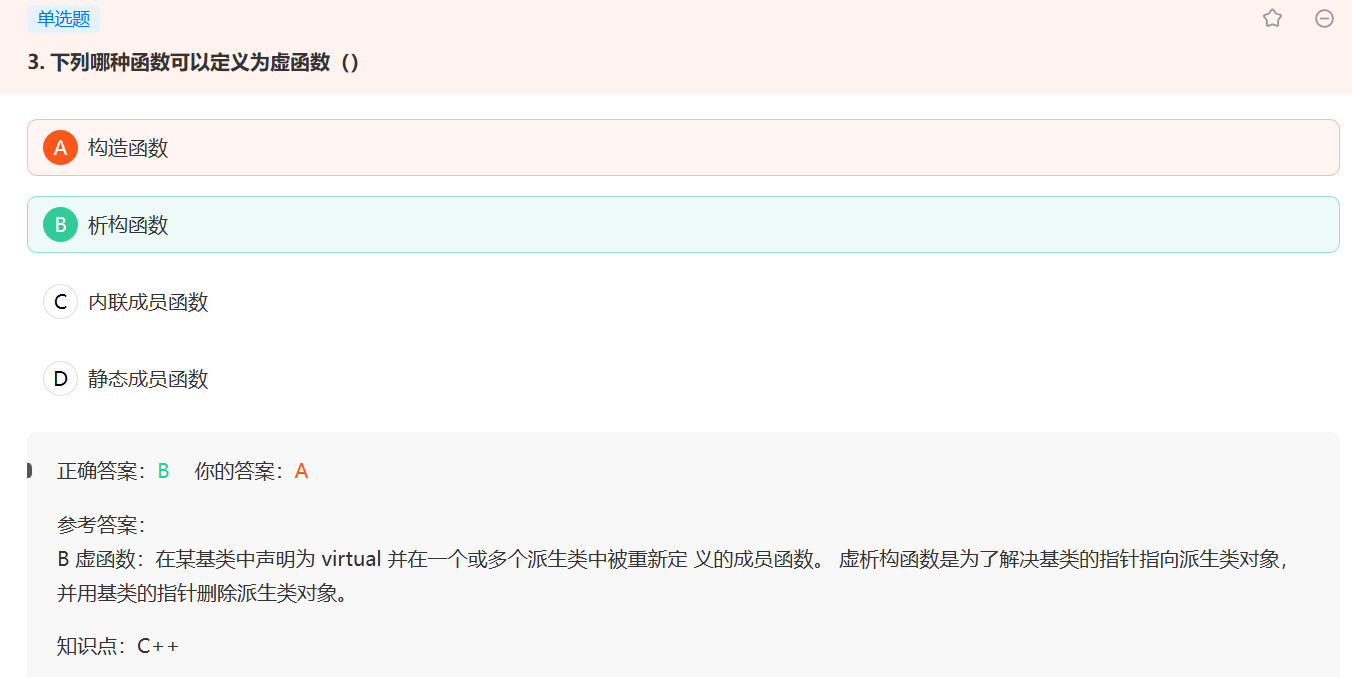 单选题
3. 下列哪种函数可以定义为虚函数（）
A 构造函数
B 析构函数
C 内联成员函数
D 静态成员函数
正确答案：B 你的答案：A
参考答案：
B 虚函数：在某基类中声明为 virtual 并在一个或多个派生类中被重新定 义的成员函数。 虚析构函数是为了解决基类的指针指向派生类对象，
并用基类的指针删除派生类对象。
知识点：C++